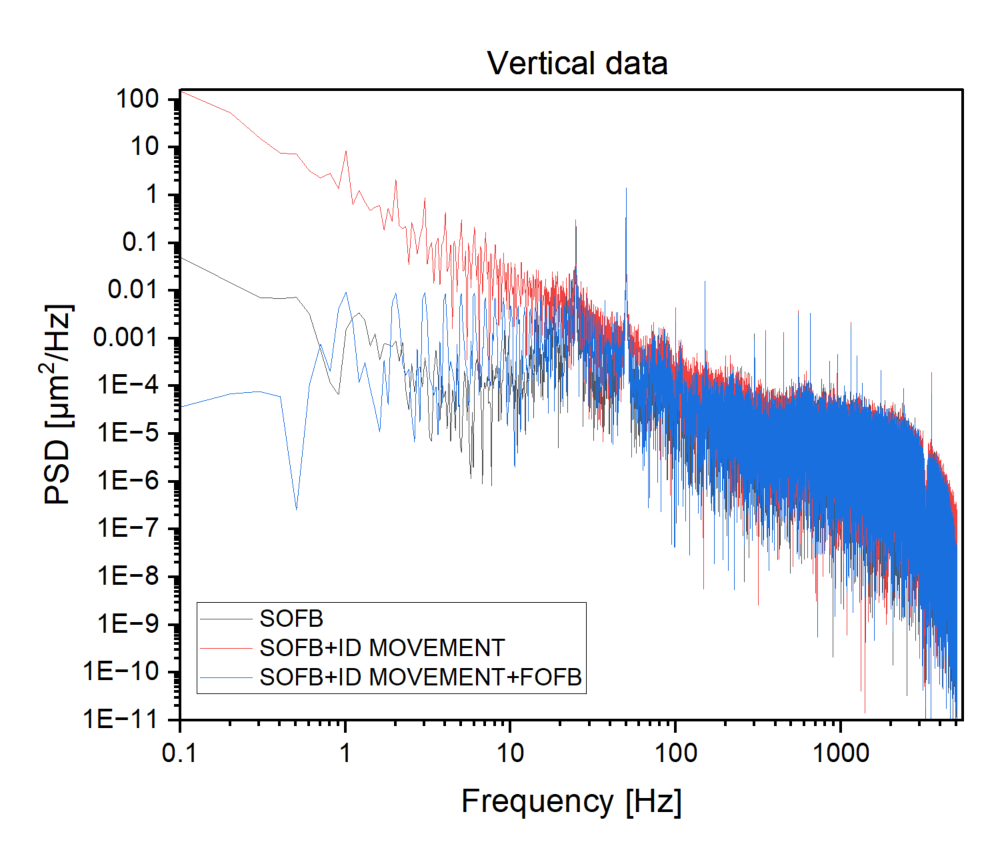 Vertical data
PSD [µm²/Hz]
100
10
1
0.1
0.01
0.001
1E−4
1E−5
1E−6
1E−7
1E−8
1E−9
1E−10
1E−11
SOFB
SOFB+ID MOVEMENT
SOFB+ID MOVEMENT+FOFB
0.1 1 10 100 1000
Frequency [Hz]